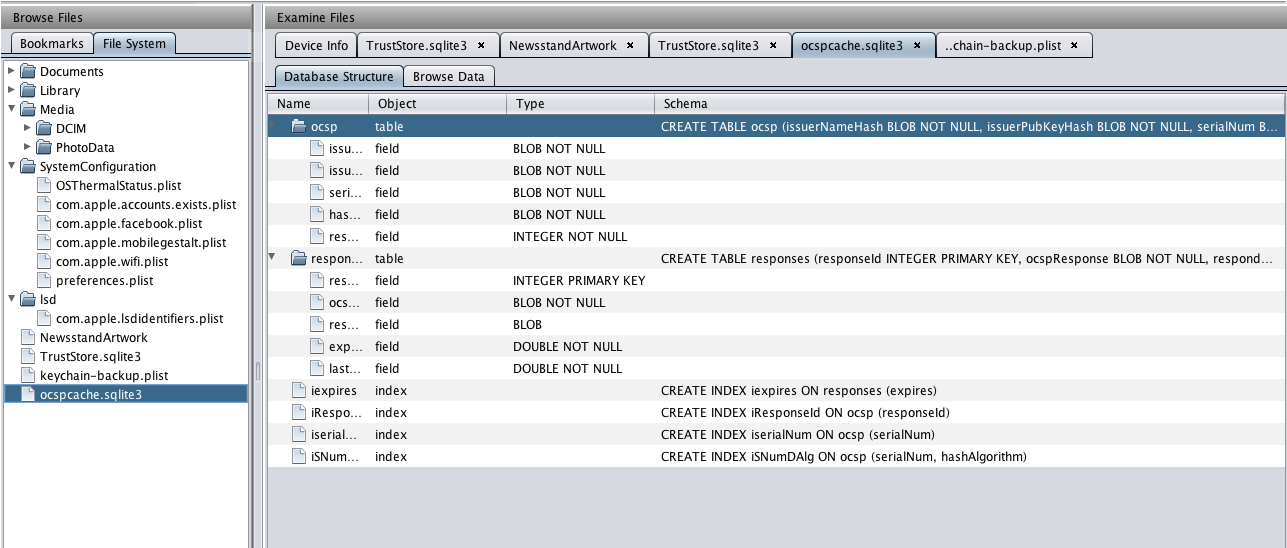 Browse Files
Bookmarks File System
Documents
Library
Media
DCIM
PhotoData
SystemConfiguration
OSThermalStatus.plist
com.apple.accounts.exists.plist
com.apple.facebook.plist
com.apple.mobilegestalt.plist
com.apple.wifi.plist
preferences.plist
lsd
com.apple.lsdidentifiers.plist
NewsstandArtwork
TrustStore.sqlite3
keychain-backup.plist
ocspcache.sqlite3
Examine Files
Device Info TrustStore.sqlite3 × NewsstandArtwork × TrustStore.sqlite3 × ocspcache.sqlite3 × ..chain-backup.plist ×
Database Structure Browse Data
Name Object Type Schema
ocsp table CREATE TABLE ocsp (issuerNameHash BLOB NOT NULL, issuerPubKeyHash BLOB NOT NULL, serialNum B...
issu... field BLOB NOT NULL
issu... field BLOB NOT NULL
seri... field BLOB NOT NULL
has... field BLOB NOT NULL
res... field INTEGER NOT NULL
respon... table CREATE TABLE responses (responseId INTEGER PRIMARY KEY, ocspResponse BLOB NOT NULL, respond...
res... field INTEGER PRIMARY KEY
ocs... field BLOB NOT NULL
res... field BLOB
exp... field DOUBLE NOT NULL
last... field DOUBLE NOT NULL
iexpires index CREATE INDEX iexpires ON responses (expires)
iRespo... index CREATE INDEX iResponseId ON ocsp (responseId)
iserial... index CREATE INDEX iserialNum ON ocsp (serialNum)
iSNum... index CREATE INDEX iSNumDAlg ON ocsp (serialNum, hashAlgorithm)